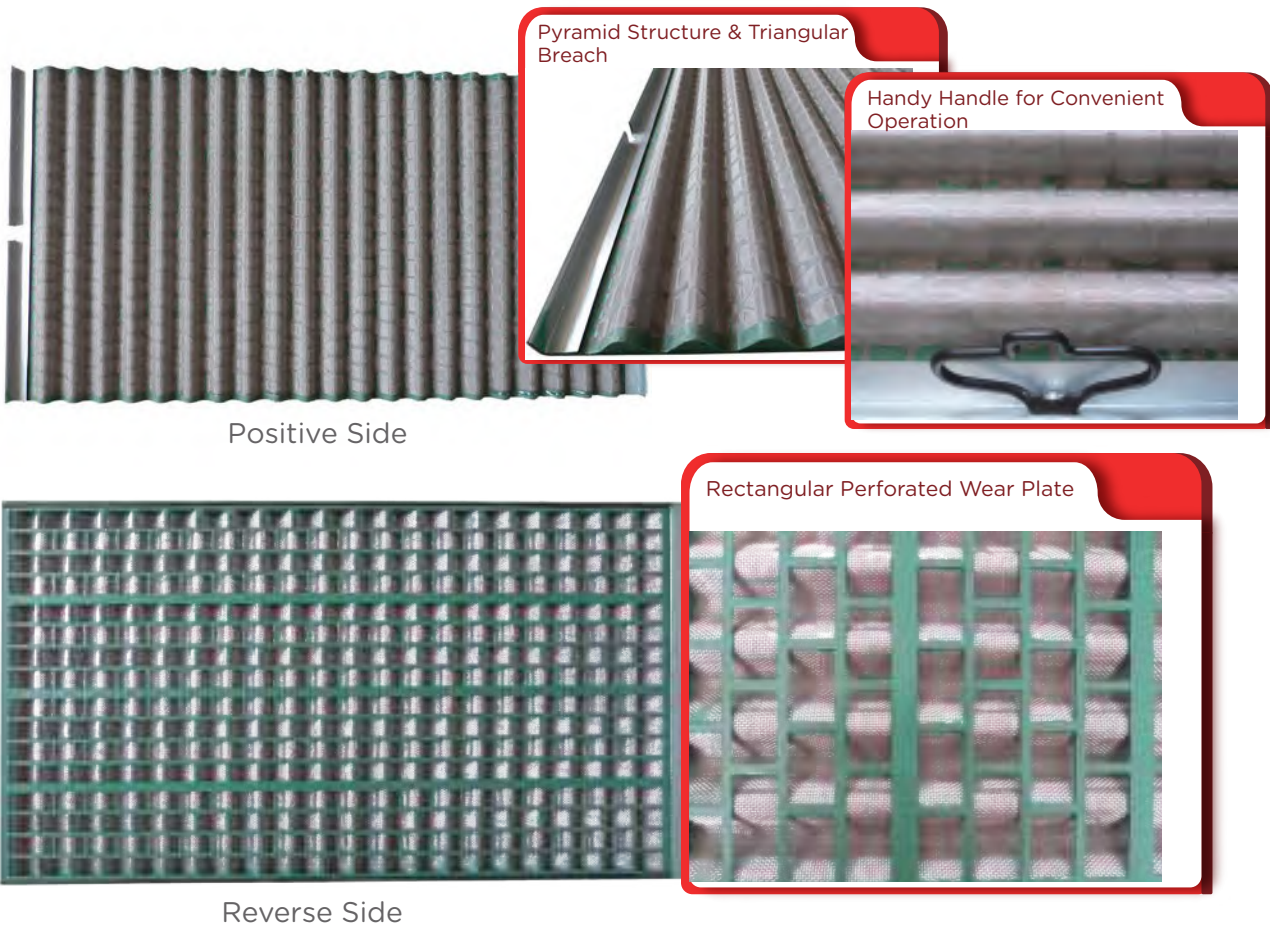 Pyramid Structure & Triangular
Breach
Handy Handle for Convenient
Operation
Positive Side
Rectangular Perforated Wear Plate
Reverse Side